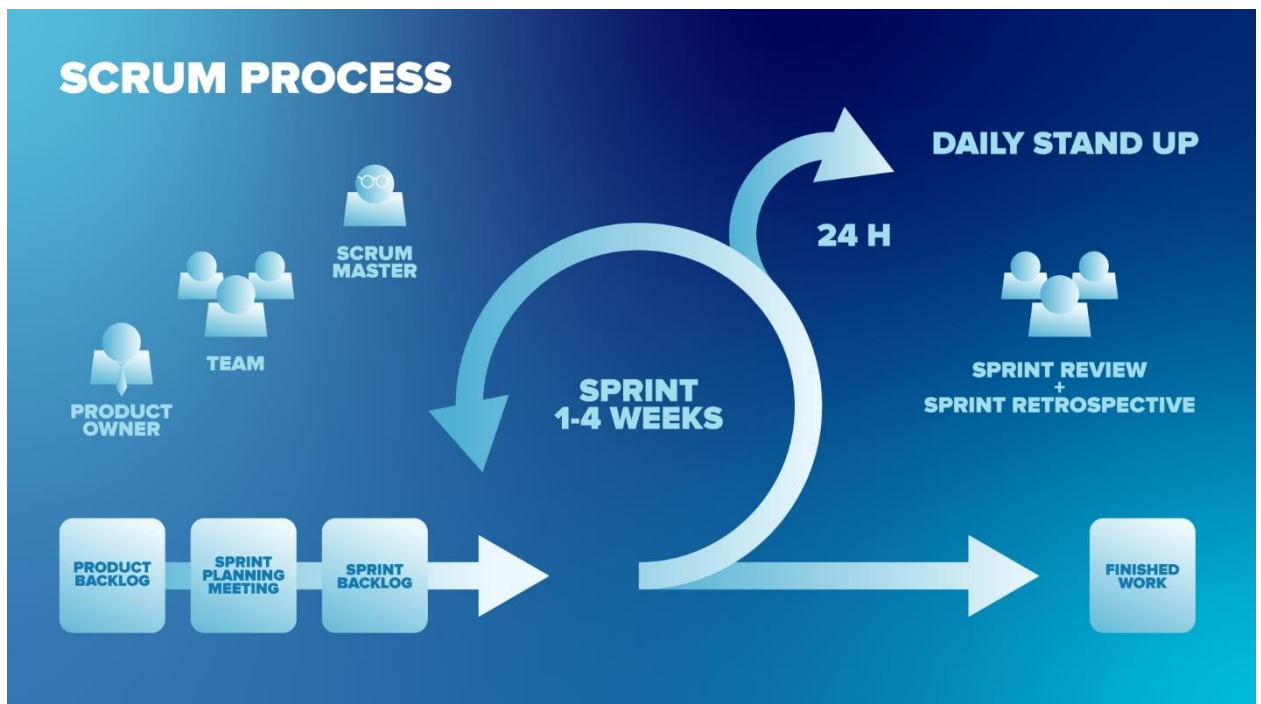 SCRUM PROCESS
SCRUM
MASTER
TEAM
PRODUCT
OWNER
PRODUCT
BACKLOG
SPRINT
PLANNING
MEETING
SPRINT
BACKLOG
SPRINT
1-4 WEEKS
24 H
DAILY STAND UP
SPRINT REVIEW
+
SPRINT RETROSPECTIVE
FINISHED
WORK